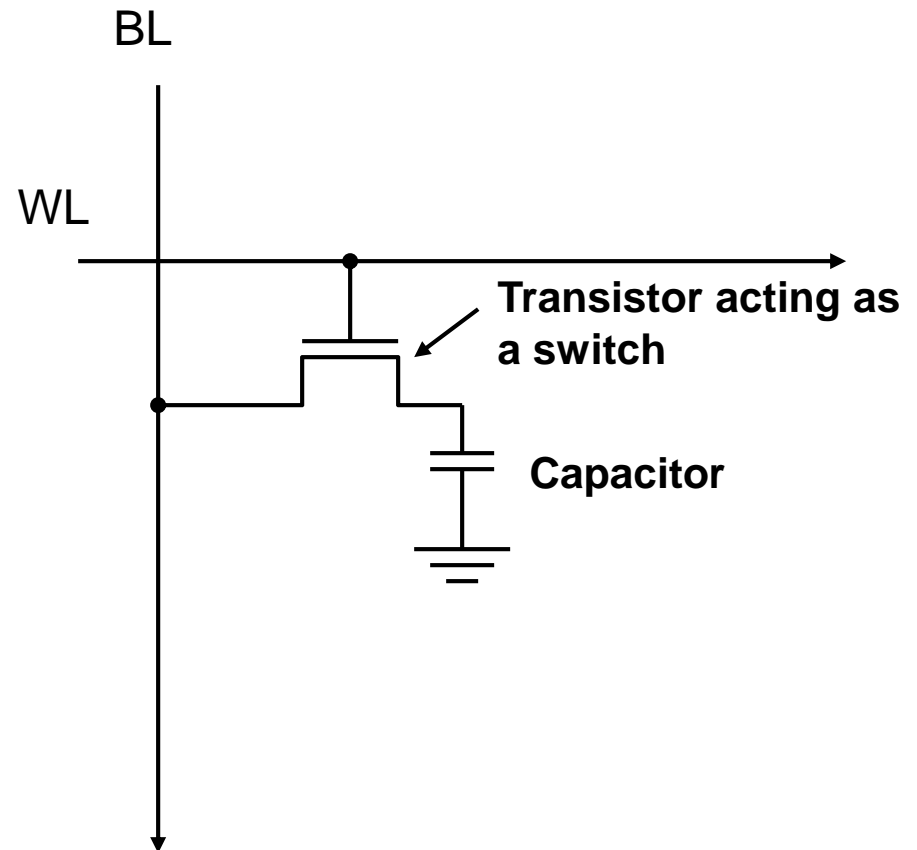 BL
WL
Transistor acting as
a switch
Capacitor